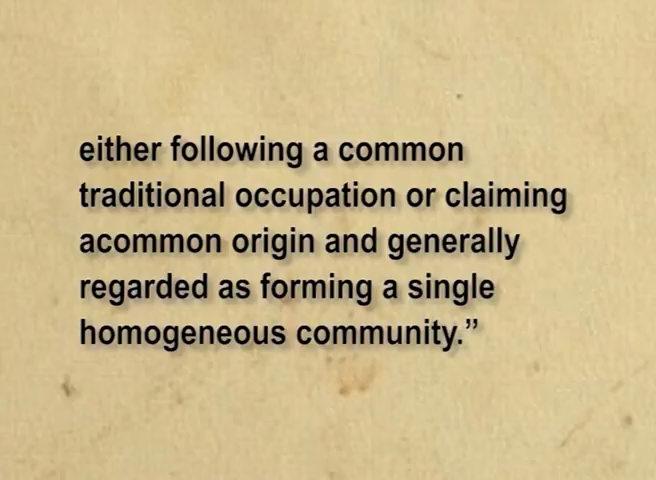 either following a common
traditional occupation or claiming
acommon origin and generally
regarded as forming a single
homogeneous community.”